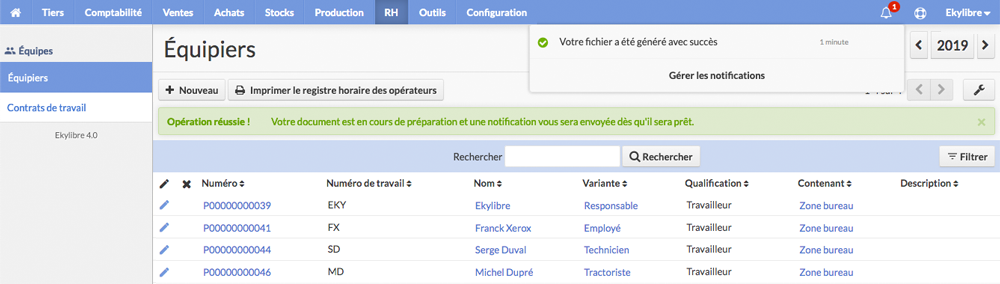 Tiers Comptabilité Ventes Achats Stocks Production RH Outils Configuration 1 Ekylibre
Équipes
Équipiers
Contrats de travail
Ekylibre 4.0
Équipiers
Votre fichier a été généré avec succès 1 minute
Gérer les notifications
2019
Nouveau Imprimer le registre horaire des opérateurs
Opération réussie ! Votre document est en cours de préparation et une notification vous sera envoyée dès qu'il sera prêt.
Rechercher Rechercher Filtrer
Numéro Numéro de travail Nom Variante Qualification Contenant Description
P00000000039 EKY Ekylibre Responsable Travailleur Zone bureau
P00000000041 FX Franck Xerox Employé Travailleur Zone bureau
P00000000044 SD Serge Duval Technicien Travailleur Zone bureau
P00000000046 MD Michel Dupré Tractoriste Travailleur Zone bureau